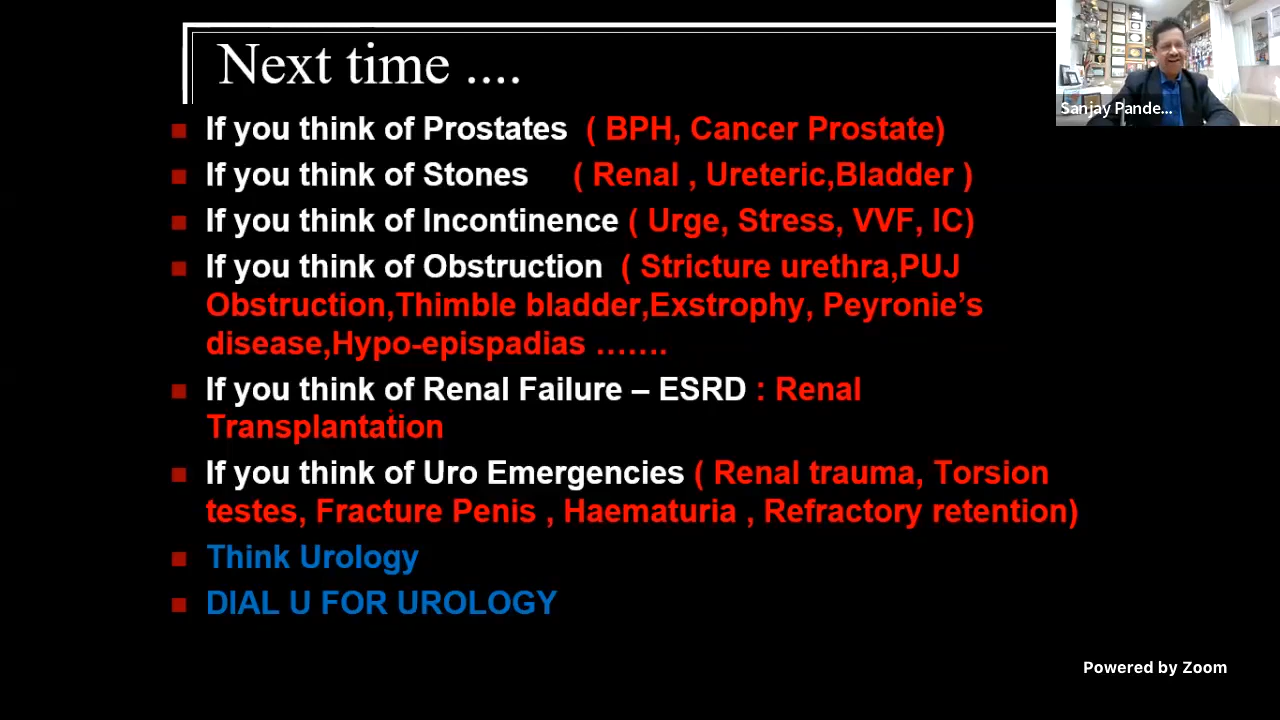 Next time ....
Sanjay Pande...
If you think of Prostates ( BPH, Cancer Prostate)
If you think of Stones ( Renal , Ureteric,Bladder )
If you think of Incontinence ( Urge, Stress, VVF, IC)
If you think of Obstruction ( Stricture urethra,PUJ
Obstruction,Thimble bladder,Exstrophy, Peyronie’s
disease,Hypo-epispadias …….
If you think of Renal Failure – ESRD : Renal
Transplantation
If you think of Uro Emergencies ( Renal trauma, Torsion
testes, Fracture Penis , Haematuria , Refractory retention)
Think Urology
DIAL U FOR UROLOGY
Powered by Zoom